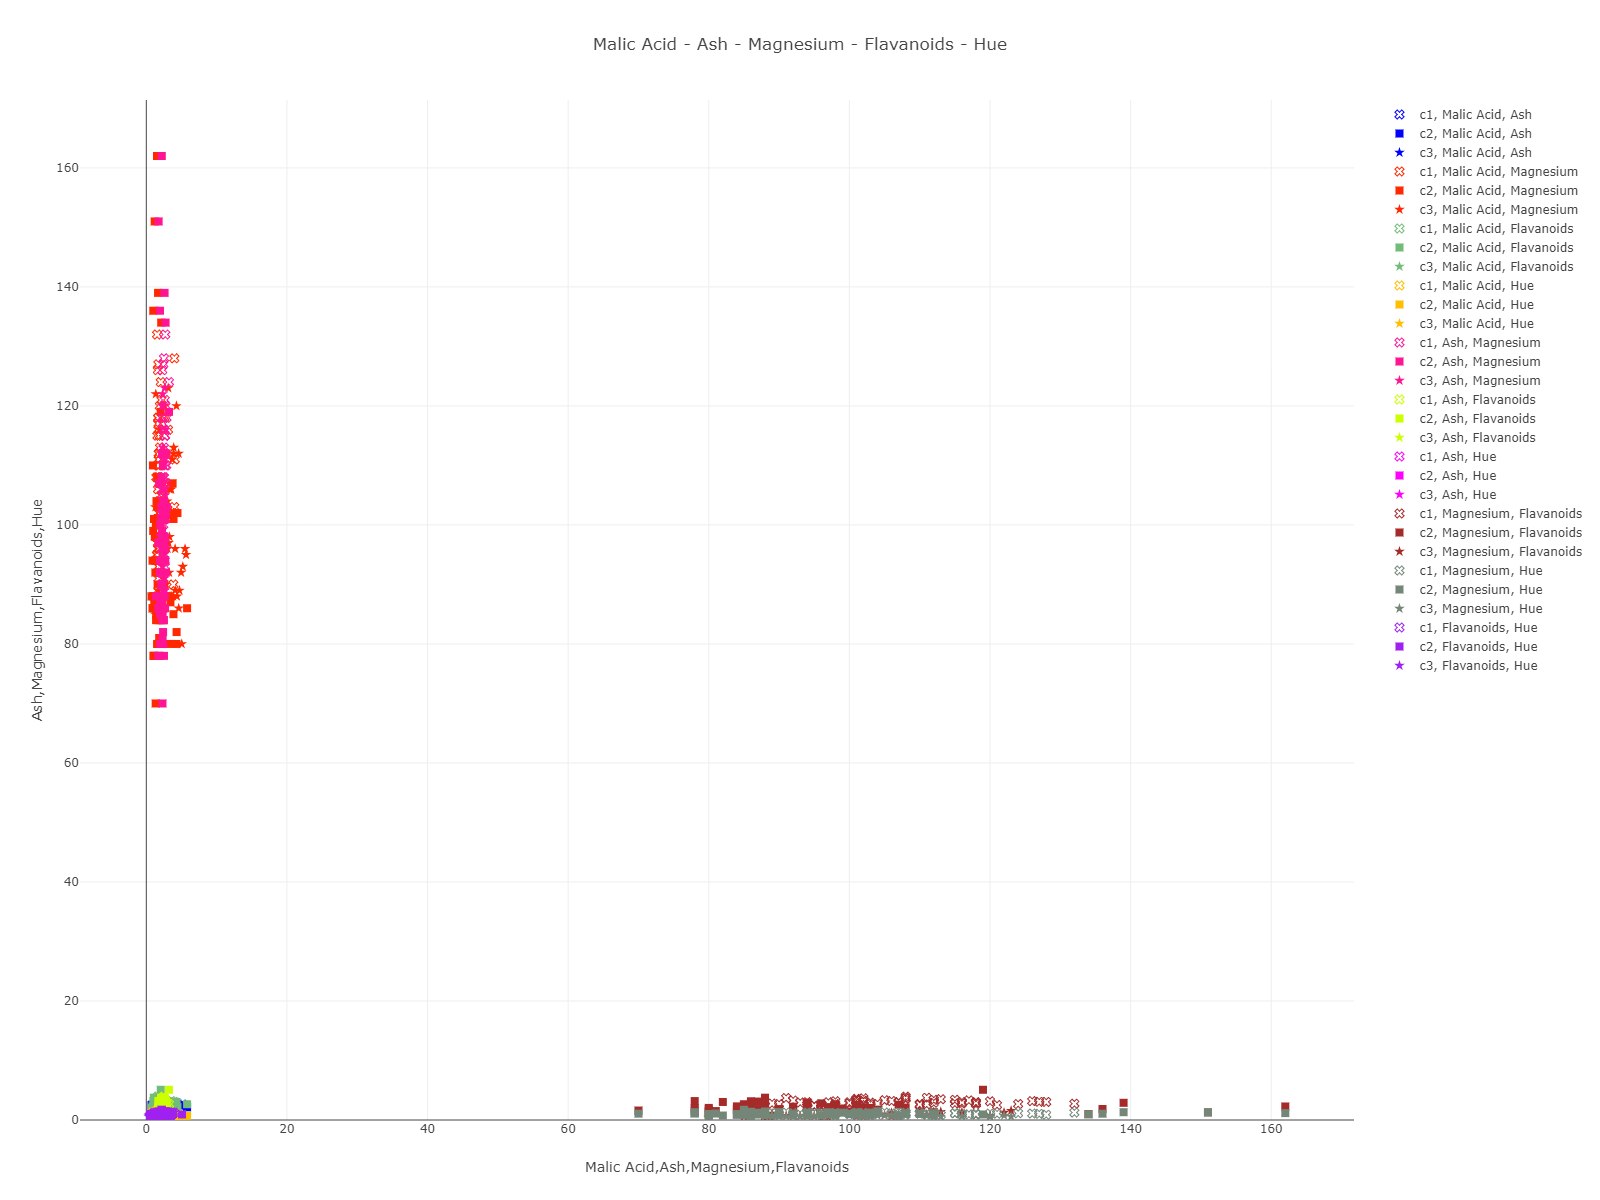 Malic Acid - Ash - Magnesium - Flavanoids - Hue
Ash,Magnesium,Flavanoids,Hue
160
140
120
100
80
60
40
20
0
0
20
40
60
80
100
120
140
160
Malic Acid,Ash,Magnesium,Flavanoids
c1, Malic Acid, Ash
c2, Malic Acid, Ash
c3, Malic Acid, Ash
c1, Malic Acid, Magnesium
c2, Malic Acid, Magnesium
c3, Malic Acid, Magnesium
c1, Malic Acid, Flavanoids
c2, Malic Acid, Flavanoids
c3, Malic Acid, Flavanoids
c1, Malic Acid, Hue
c2, Malic Acid, Hue
c3, Malic Acid, Hue
c1, Ash, Magnesium
c2, Ash, Magnesium
c3, Ash, Magnesium
c1, Ash, Flavanoids
c2, Ash, Flavanoids
c3, Ash, Flavanoids
c1, Ash, Hue
c2, Ash, Hue
c3, Ash, Hue
c1, Magnesium, Flavanoids
c2, Magnesium, Flavanoids
c3, Magnesium, Flavanoids
c1, Magnesium, Hue
c2, Magnesium, Hue
c3, Magnesium, Hue
c1, Flavanoids, Hue
c2, Flavanoids, Hue
c3, Flavanoids, Hue